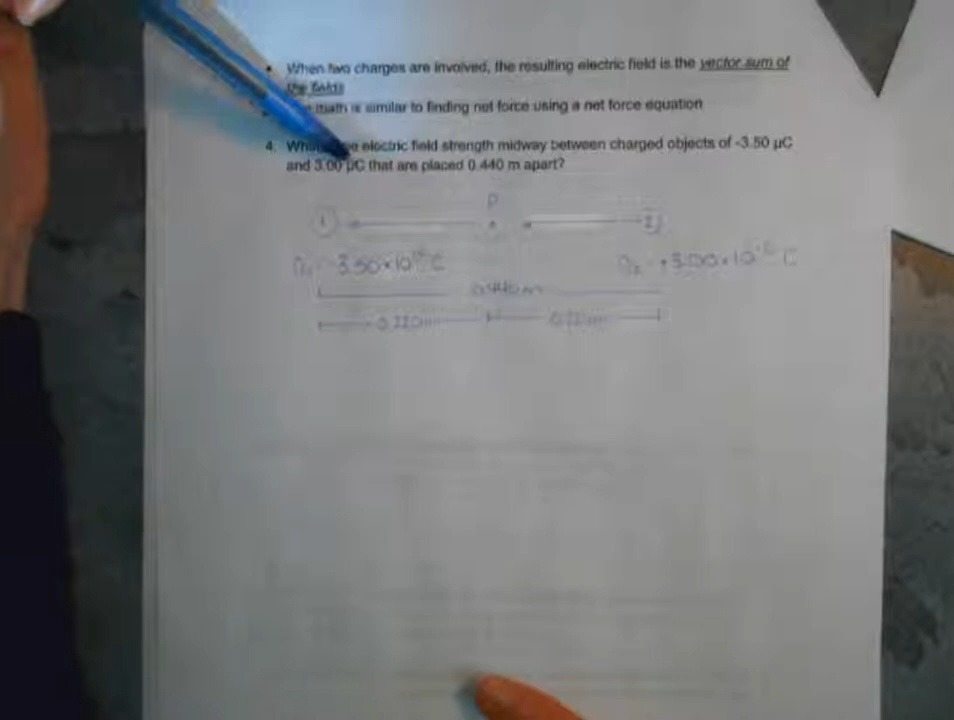 • When two charges are involved, the resulting electric field is the vector sum of
the fields
math is similar to finding net force using a net force equation
4. electric field strength midway between charged objects of -3.50 µC
and 3.00 µC that are placed 0.440 m apart?
P
1 2
3.50×10 C +3.00×10⁻⁶ C
0.440 m
0.220 m